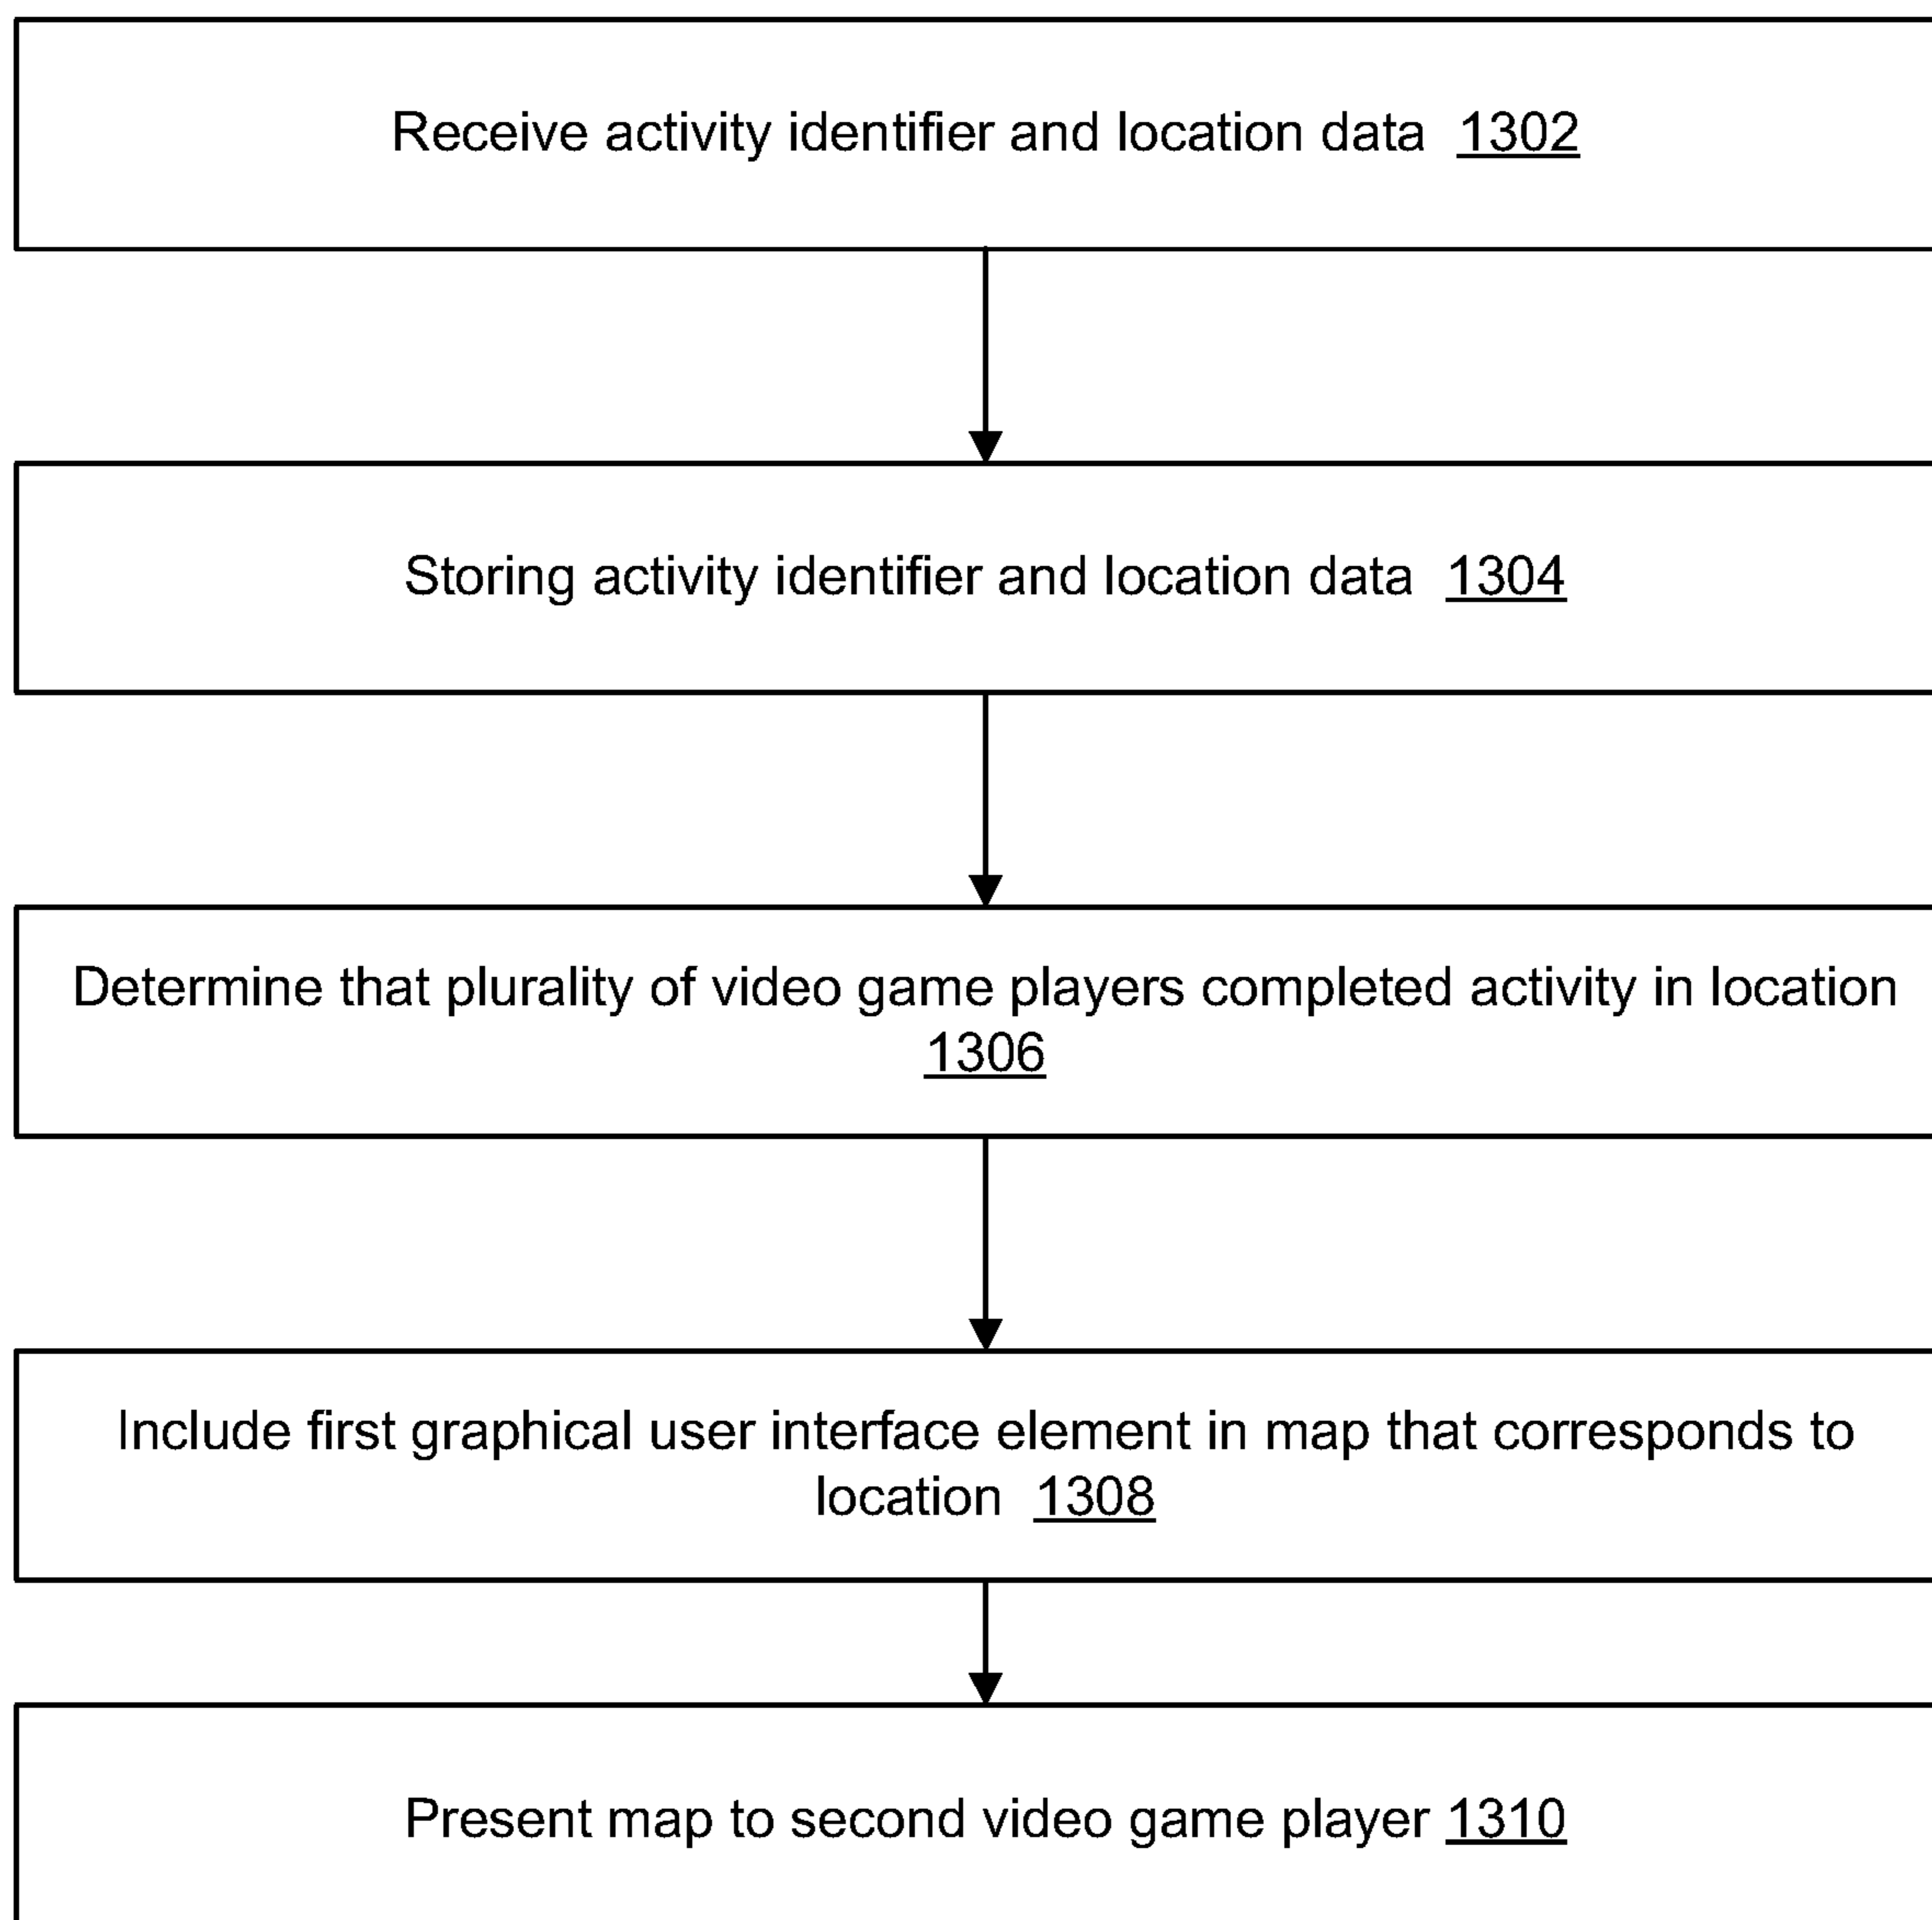 Receive activity identifier and location data 1302
Storing activity identifier and location data 1304
Determine that plurality of video game players completed activity in location
1306
Include first graphical user interface element in map that corresponds to
location 1308
Present map to second video game player 1310